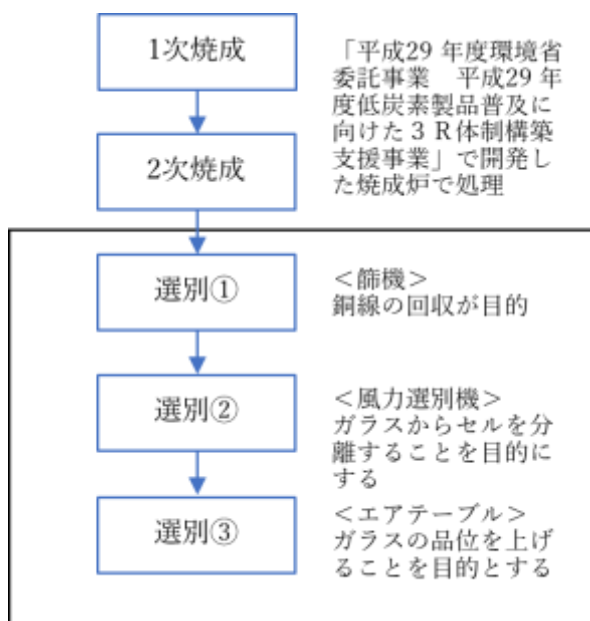 1次焼成
「平成29 年度環境省
委託事業　平成29 年
度低炭素製品普及に
向けた３Ｒ体制構築
支援事業」で開発し
た焼成炉で処理
2次焼成
選別①
＜篩機＞
銅線の回収が目的
選別②
＜風力選別機＞
ガラスからセルを分
離することを目的に
する
選別③
＜エアテーブル＞
ガラスの品位を上げ
ることを目的とする